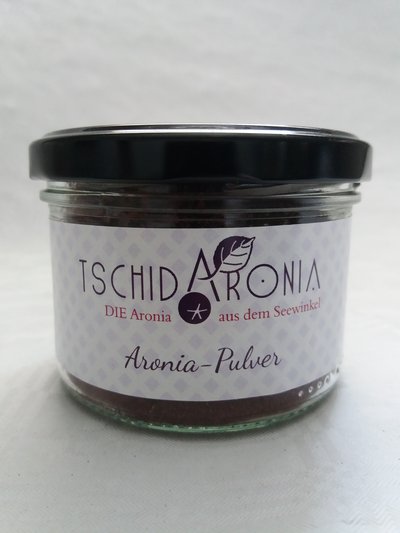 TSCHIDARONIA
DIE Aronia aus dem Seewinkel
Aronia-Pulver